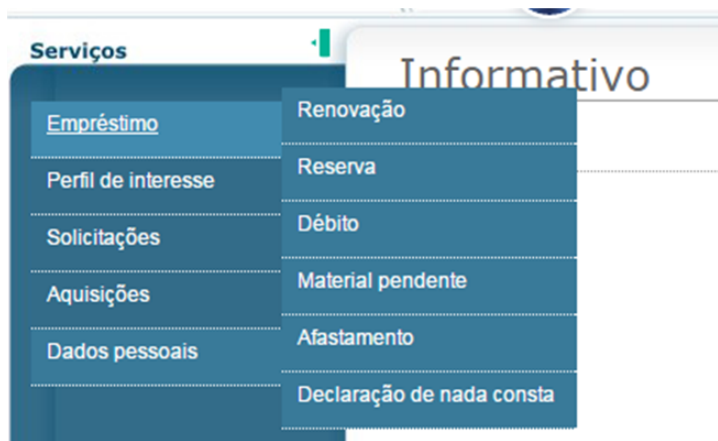 Serviços
Informativo
Empréstimo
Perfil de interesse
Solicitações
Aquisições
Dados pessoais
Renovação
Reserva
Débito
Material pendente
Afastamento
Declaração de nada consta